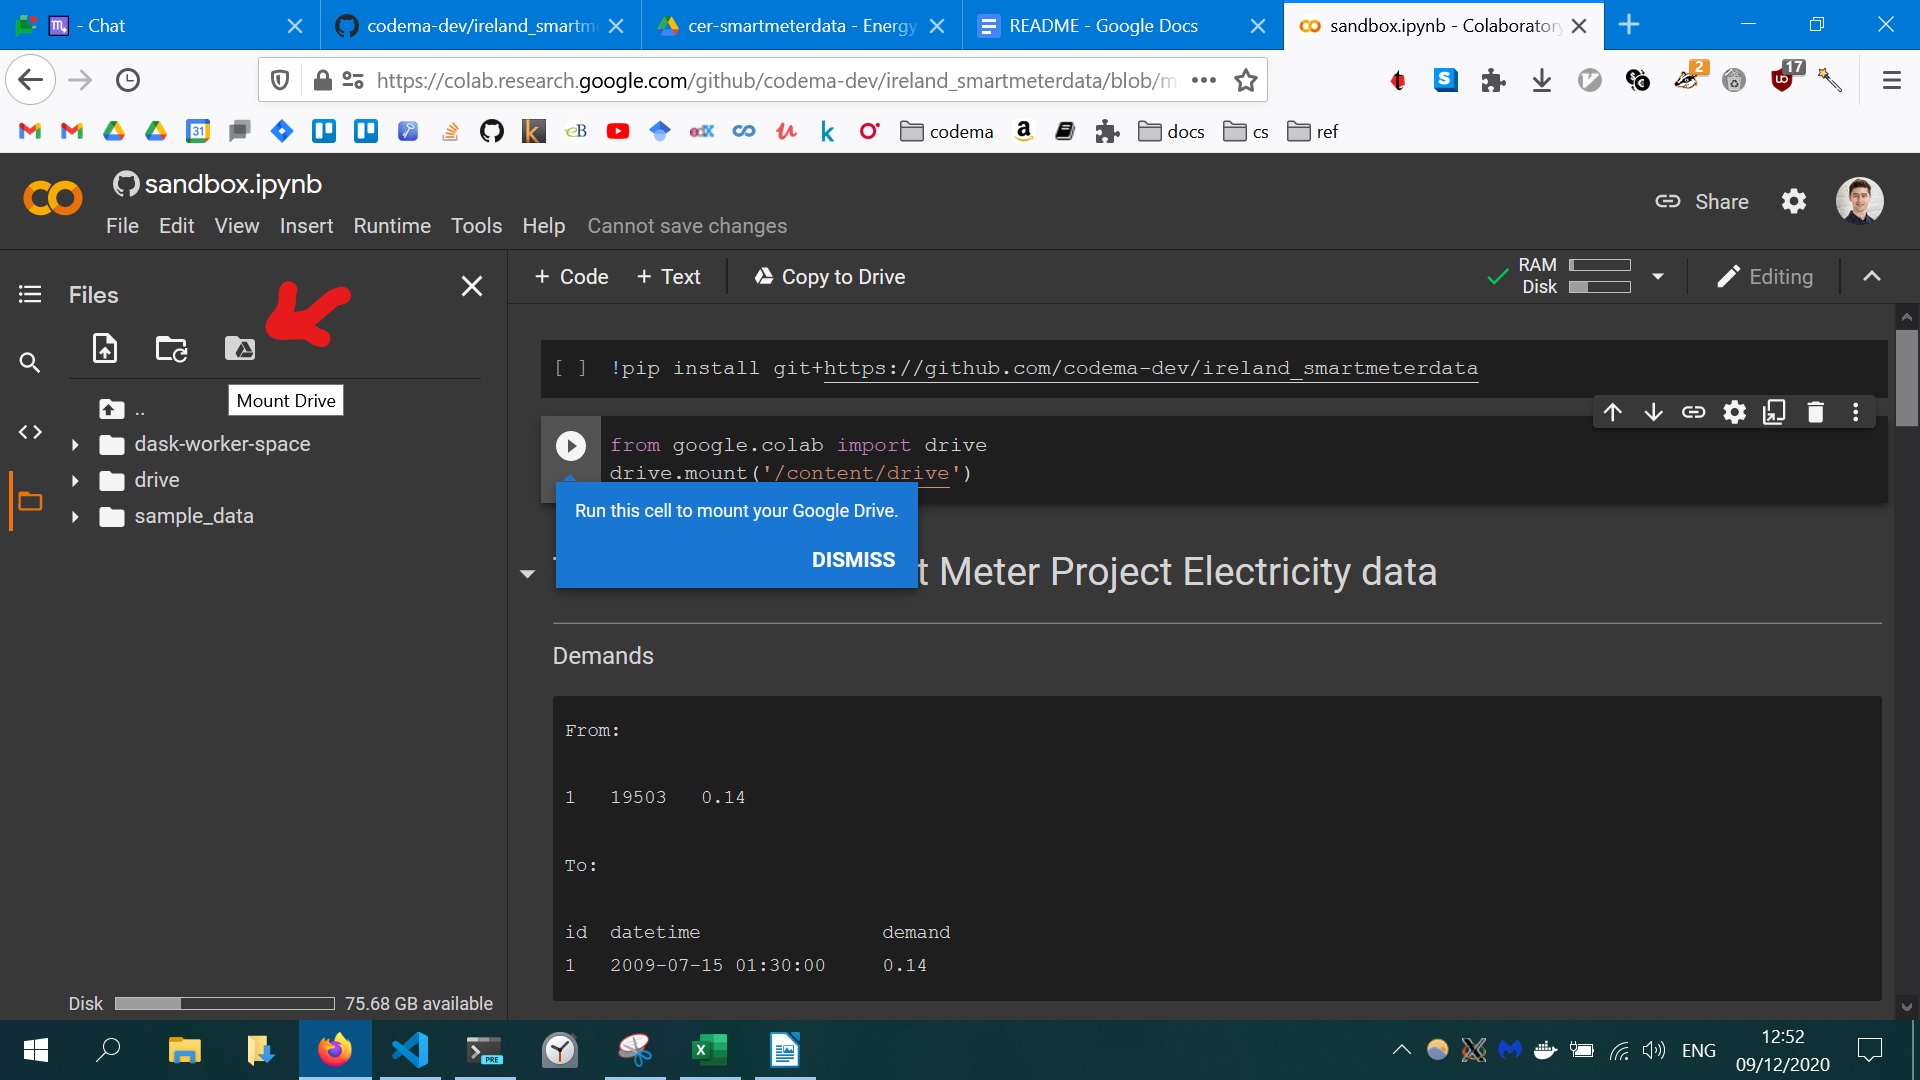 - Chat
codema-dev/ireland_smartme
cer-smartmeterdata - Energy
README - Google Docs
sandbox.ipynb - Colaboratory
https://colab.research.google.com/github/codema-dev/ireland_smartmeterdata/blob/m
2
17
31
codema
docs
cs
ref
sandbox.ipynb
Share
File Edit View Insert Runtime Tools Help Cannot save changes
Files
+ Code + Text
Copy to Drive
RAM
Disk
Editing
Mount Drive
..
dask-worker-space
drive
sample_data
[ ] !pip install git+https://github.com/codema-dev/ireland_smartmeterdata
from google.colab import drive
drive.mount('/content/drive')
Run this cell to mount your Google Drive.
DISMISS
t Meter Project Electricity data
Demands
From:
1 19503 0.14
To:
id datetime demand
1 2009-07-15 01:30:00 0.14
Disk 75.68 GB available
PRE
ENG
12:52
09/12/2020